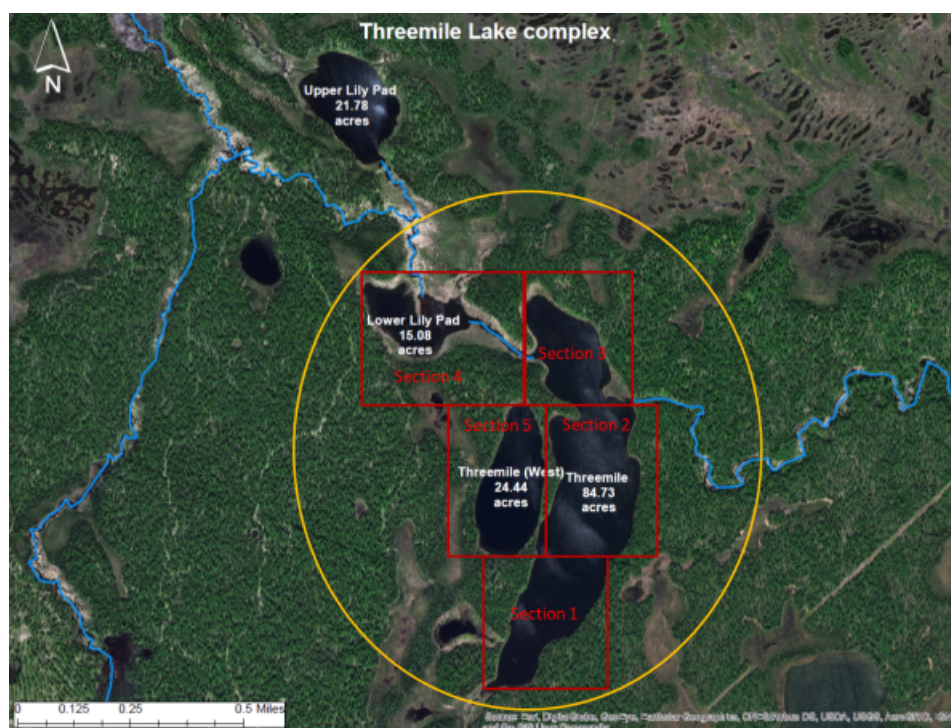 Threemile Lake complex
N
Upper Lily Pad
21.78
acres
Lower Lily Pad
15.08
acres
Section 3
Section 4
Section 5
Section 2
Threemile (West)
24.44
acres
Threemile
84.73
acres
Section 1
0 0.125 0.25 0.5 Miles